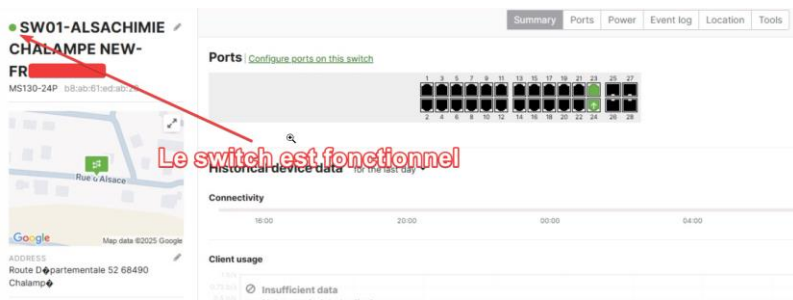 SW01-ALSACHIMIE
CHALAMPE NEW-
FR
MS130-24P b8:ab:61:ed:ab:
Summary Ports Power Event log Location Tools
Ports Configure ports on this switch
1 3 5 7 9 11 13 15 17 19 21 23 25 27
2 4 6 8 10 12 14 16 18 20 22 24 26 28
Le switch est fonctionnel
Rue d'Alsace
Historical device data for the last day
Connectivity
16:00 20:00 00:00 04:00
Google Map data ©2025 Google
ADDRESS
Route D�partementale 52 68490
Chalamp�
Client usage
Insufficient data